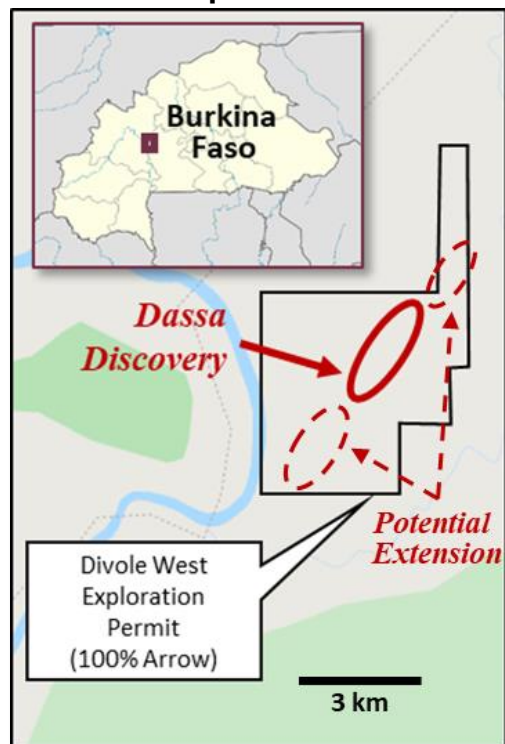 Burkina
Faso
Dassa
Discovery
Potential
Extension
Divole West
Exploration
Permit
(100% Arrow)
3 km